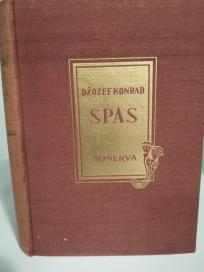 DŽOZEF KONRAD
SPAS
MINERVA